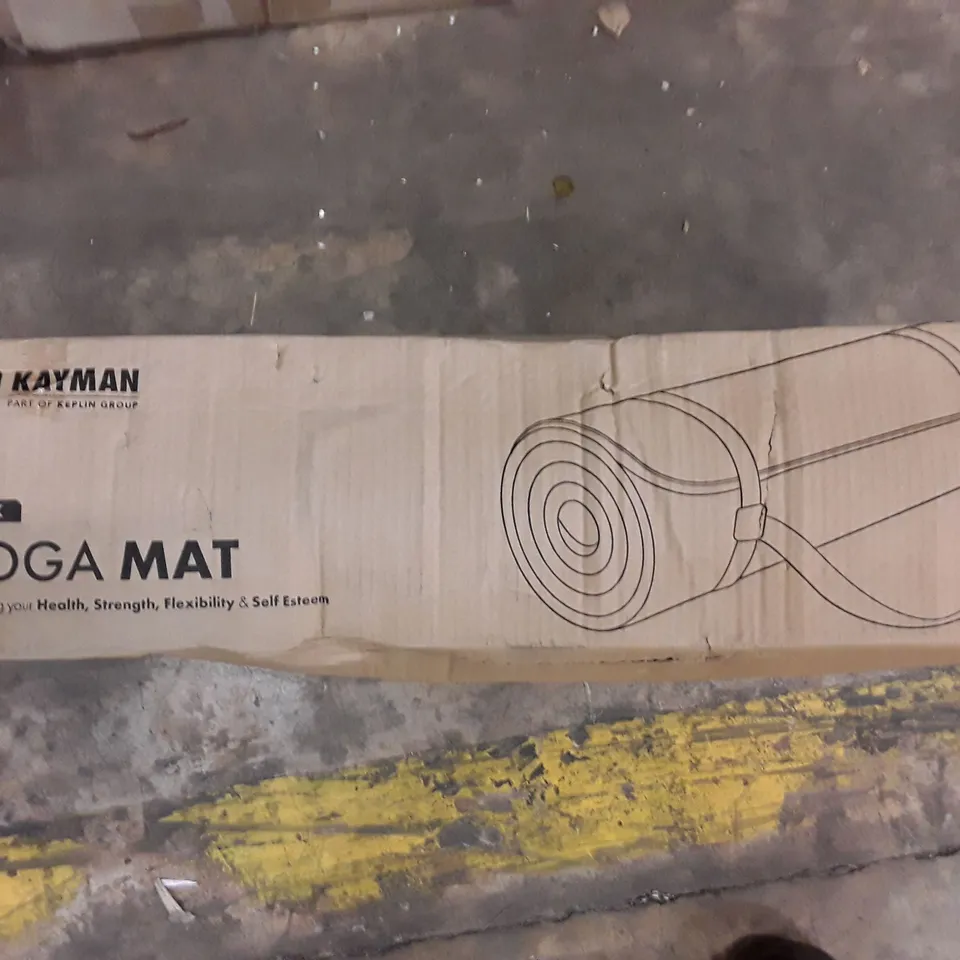 KAYMAN
PART OF KEPLIN GROUP
OGA MAT
g your Health, Strength, Flexibility & Self Esteem